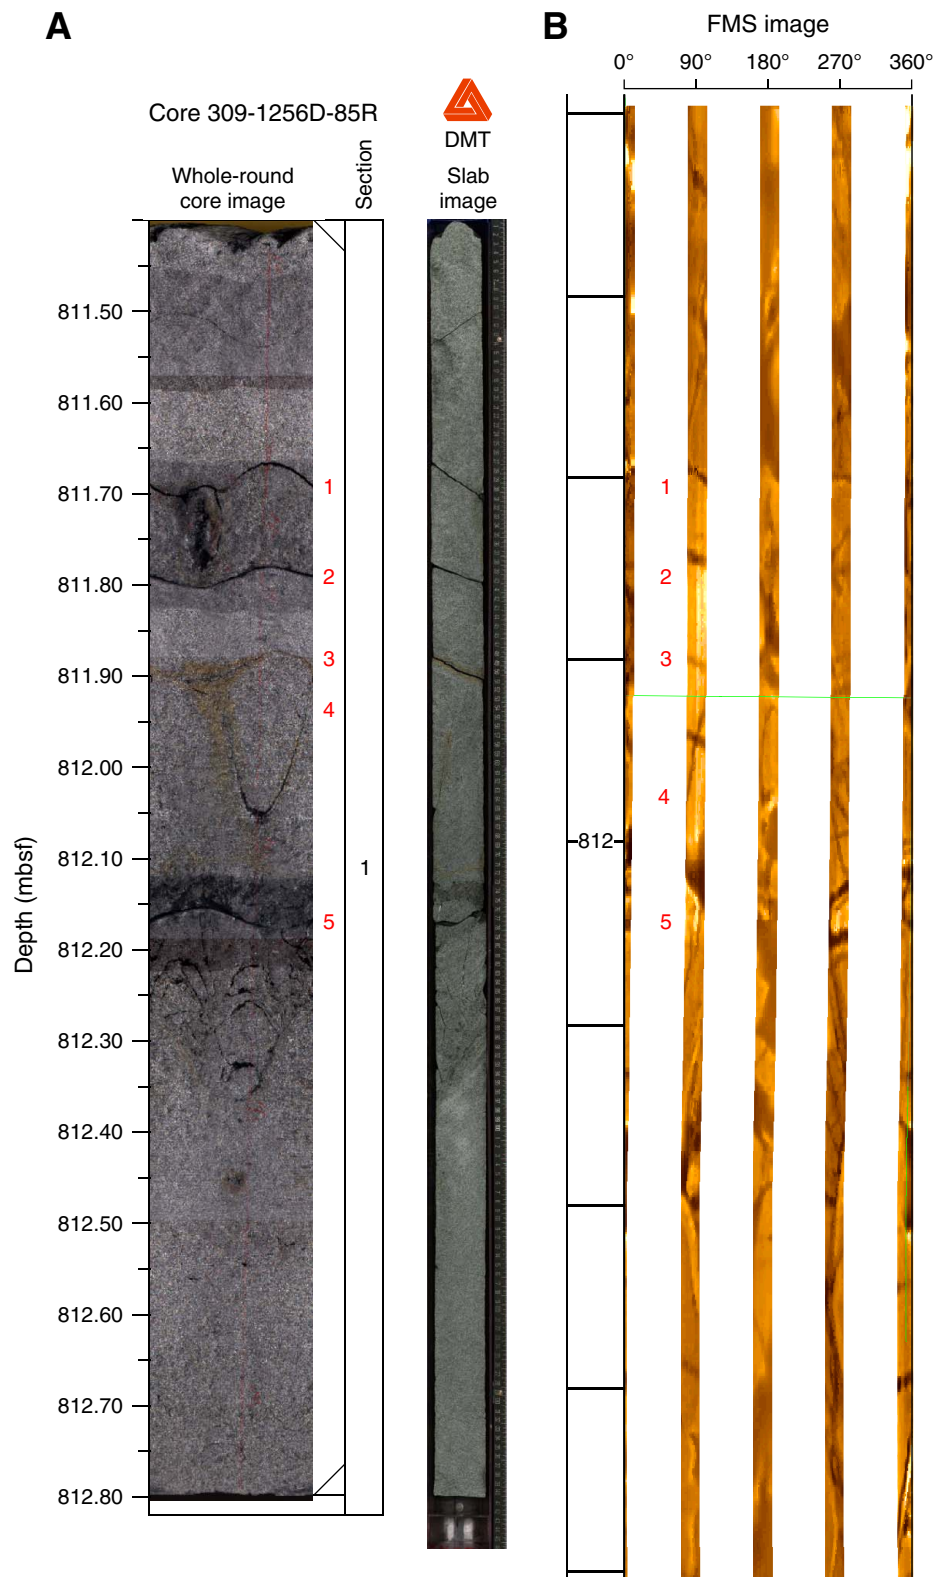 A
B
FMS image
0° 90° 180° 270° 360°
Core 309-1256D-85R
DMT
Whole-round
core image
Section
Slab
image
811.50
811.60
811.70
811.80
811.90
812.00
812.10
812.20
812.30
812.40
812.50
812.60
812.70
812.80
Depth (mbsf)
1
2
3
4
5
1
812
1
2
3
4
5